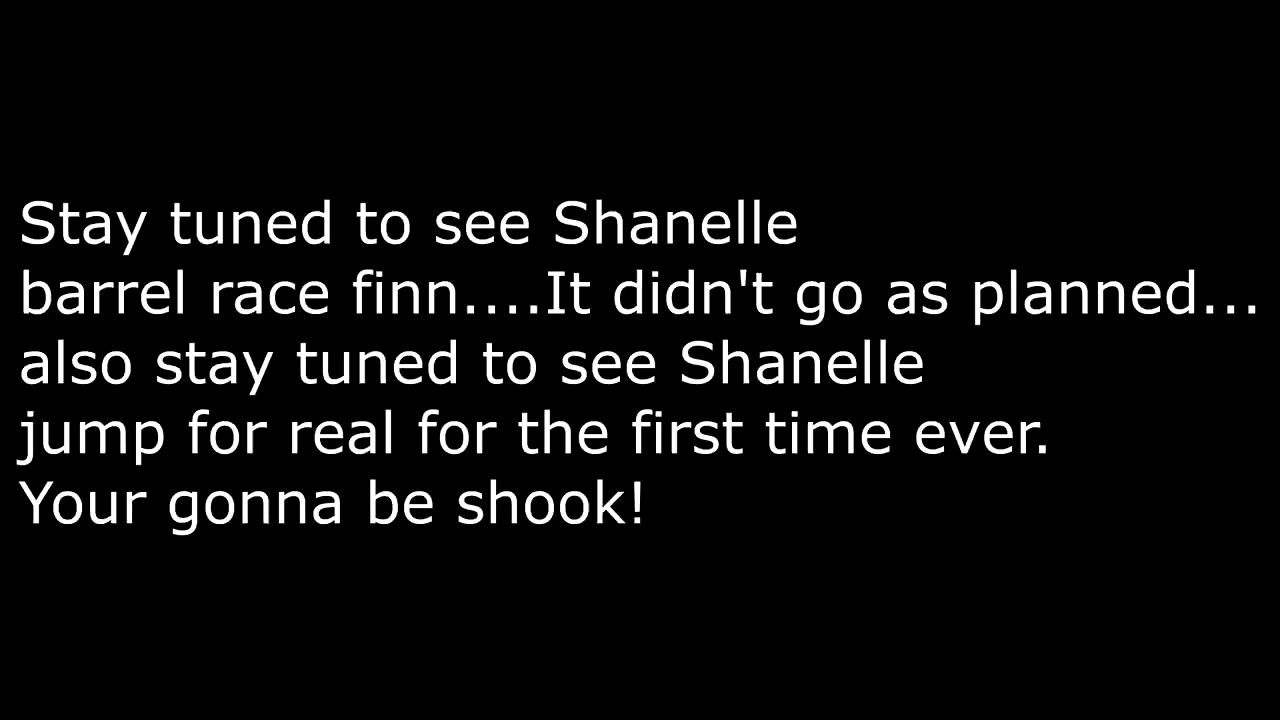 Stay tuned to see Shanelle
barrel race finn....It didn't go as planned...
also stay tuned to see Shanelle
jump for real for the first time ever.
Your gonna be shook!